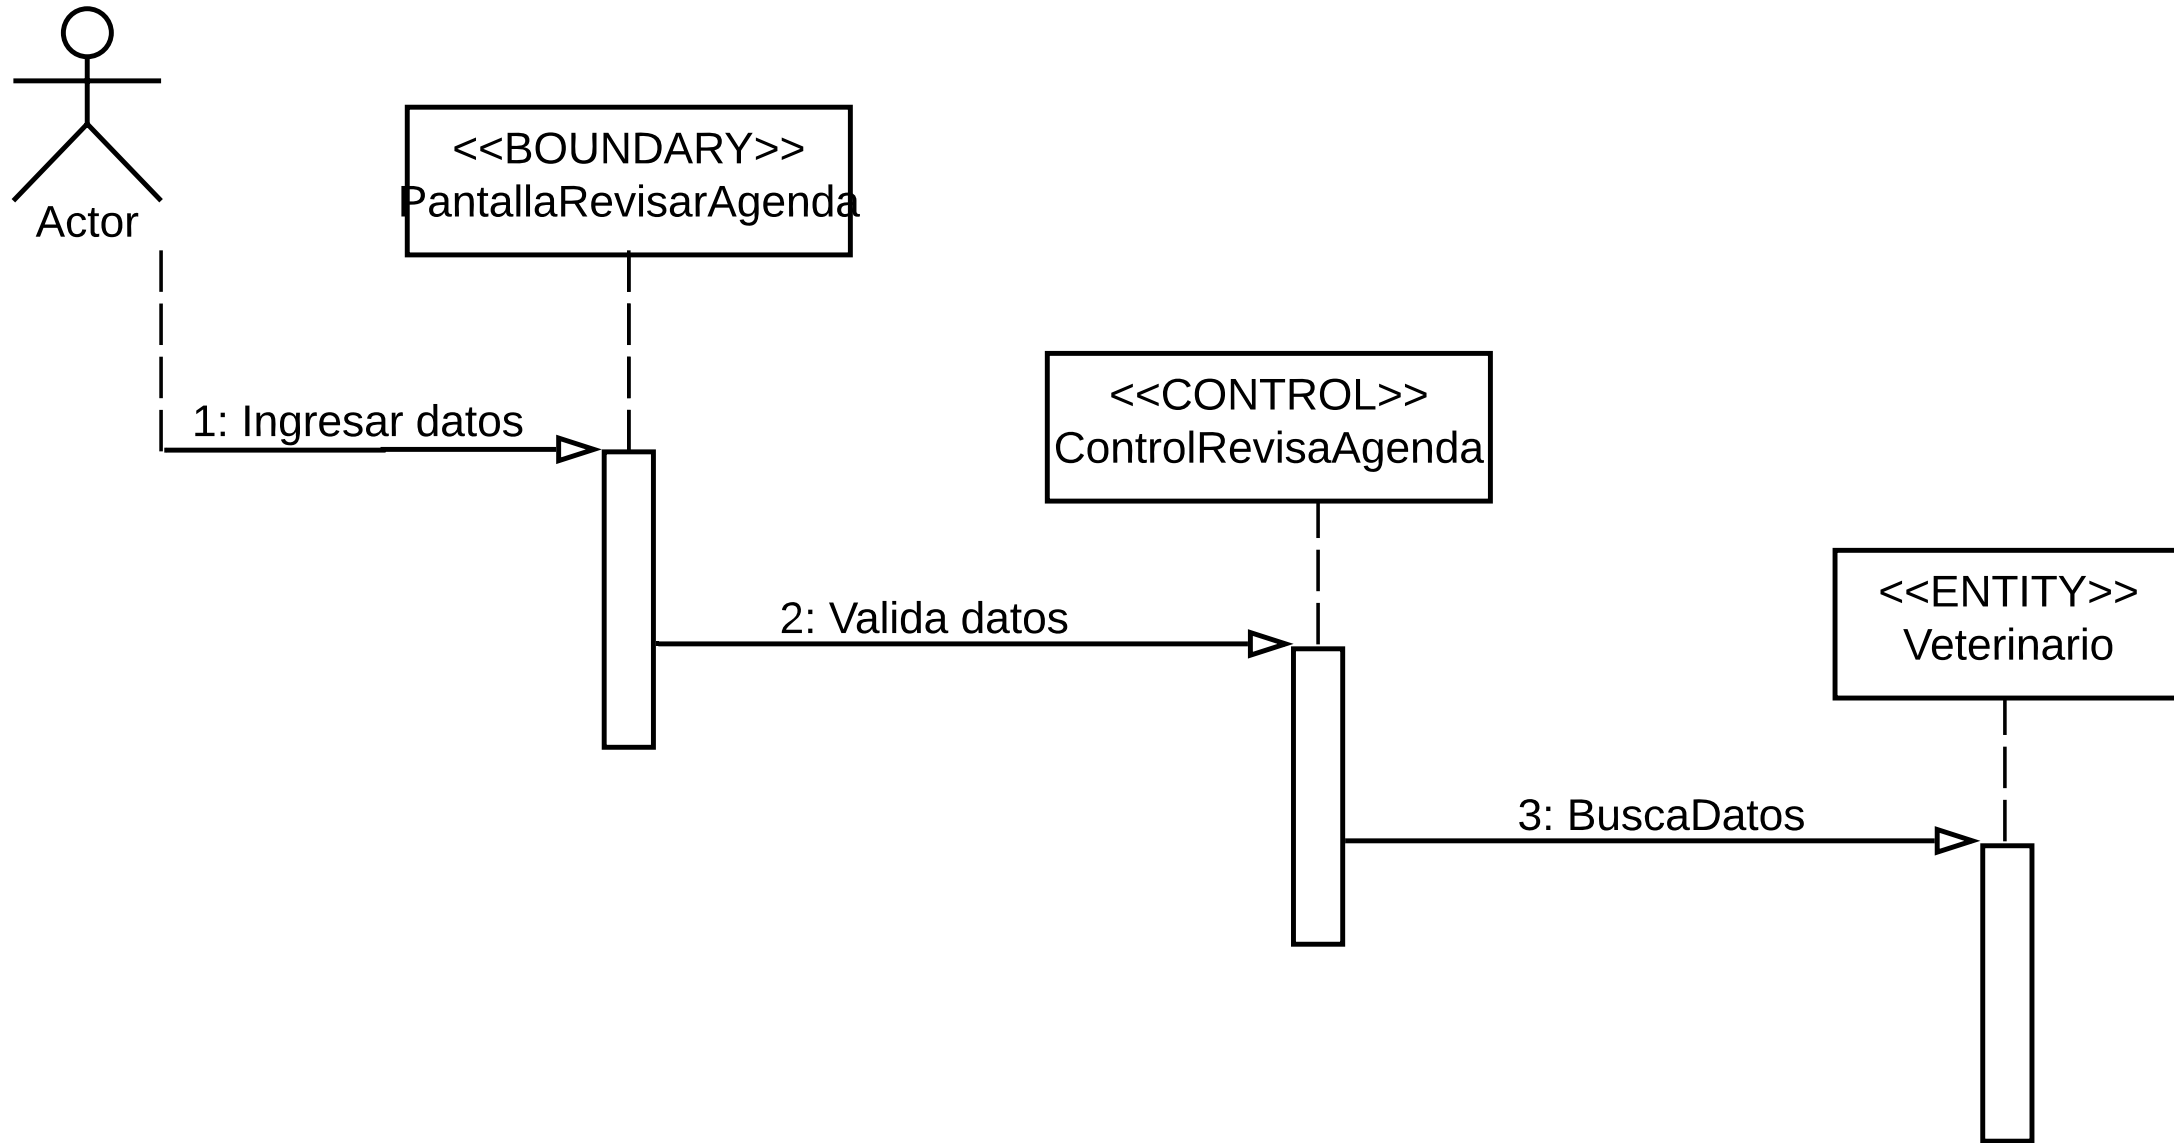 Actor
<<BOUNDARY>>
PantallaRevisarAgenda
1: Ingresar datos
<<CONTROL>>
ControlRevisaAgenda
2: Valida datos
<<ENTITY>>
Veterinario
3: BuscaDatos